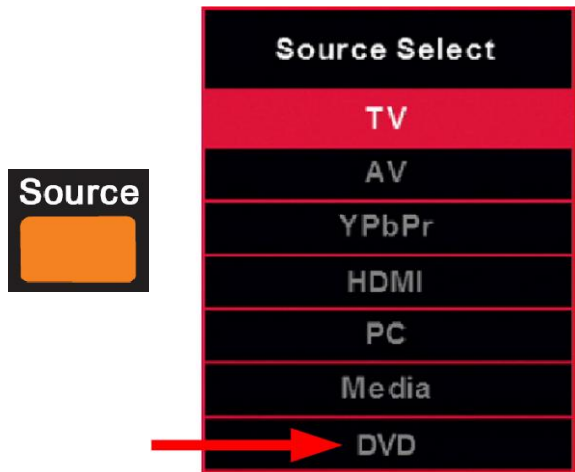 Source
Source Select
TV
AV
YPbPr
HDMI
PC
Media
DVD